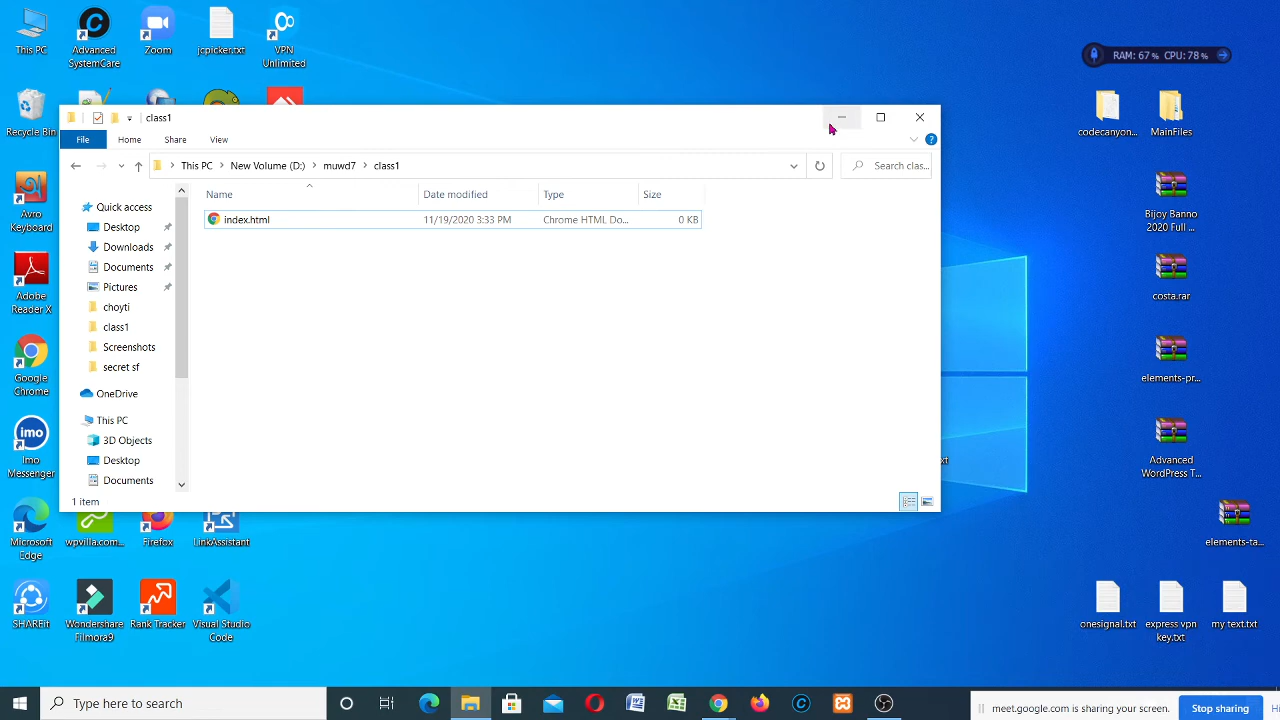 This PC
Advanced SystemCare
Zoom
jcpicker.txt
VPN Unlimited
RAM: 67 % CPU: 78 %
codecanyon...
MainFiles
Recycle Bin
class1
File
Home
Share
View
This PC > New Volume (D:) > muwd7 > class1
Search clas...
Name
Date modified
Type
Size
index.html
11/19/2020 3:33 PM
Chrome HTML Do...
0 KB
Quick access
Desktop
Downloads
Documents
Pictures
choyti
class1
Screenshots
secret sf
OneDrive
This PC
3D Objects
Desktop
Documents
1 item
Avro Keyboard
Adobe Reader X
Google Chrome
imo
Imo Messenger
Microsoft Edge
wpvilla.com...
Firefox
LinkAssistant
SHAREit
Wondershare Filmora9
Rank Tracker
Visual Studio Code
Bijoy Banno 2020 Full ...
costa.rar
elements-pr...
Advanced WordPress T...
xt
elements-ta...
onesignal.txt
express vpn key.txt
my text.txt
Type here to search
meet.google.com is sharing your screen.
Stop sharing
Hi